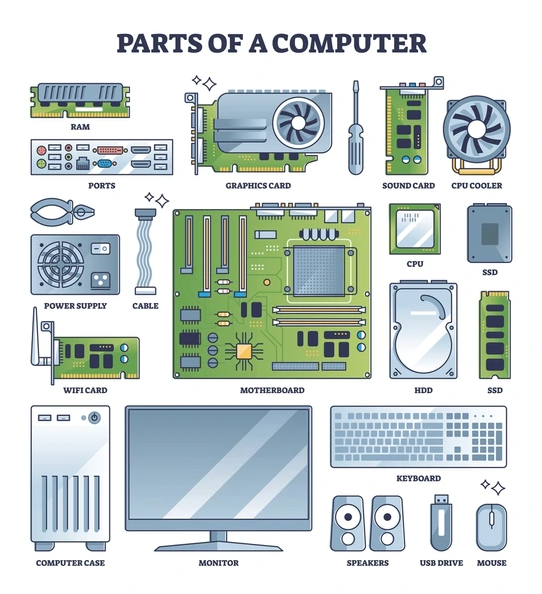 PARTS OF A COMPUTER
RAM
PORTS
GRAPHICS CARD
SOUND CARD
CPU COOLER
POWER SUPPLY
CABLE
CPU
SSD
WIFI CARD
MOTHERBOARD
HDD
SSD
KEYBOARD
COMPUTER CASE
MONITOR
SPEAKERS
USB DRIVE
MOUSE